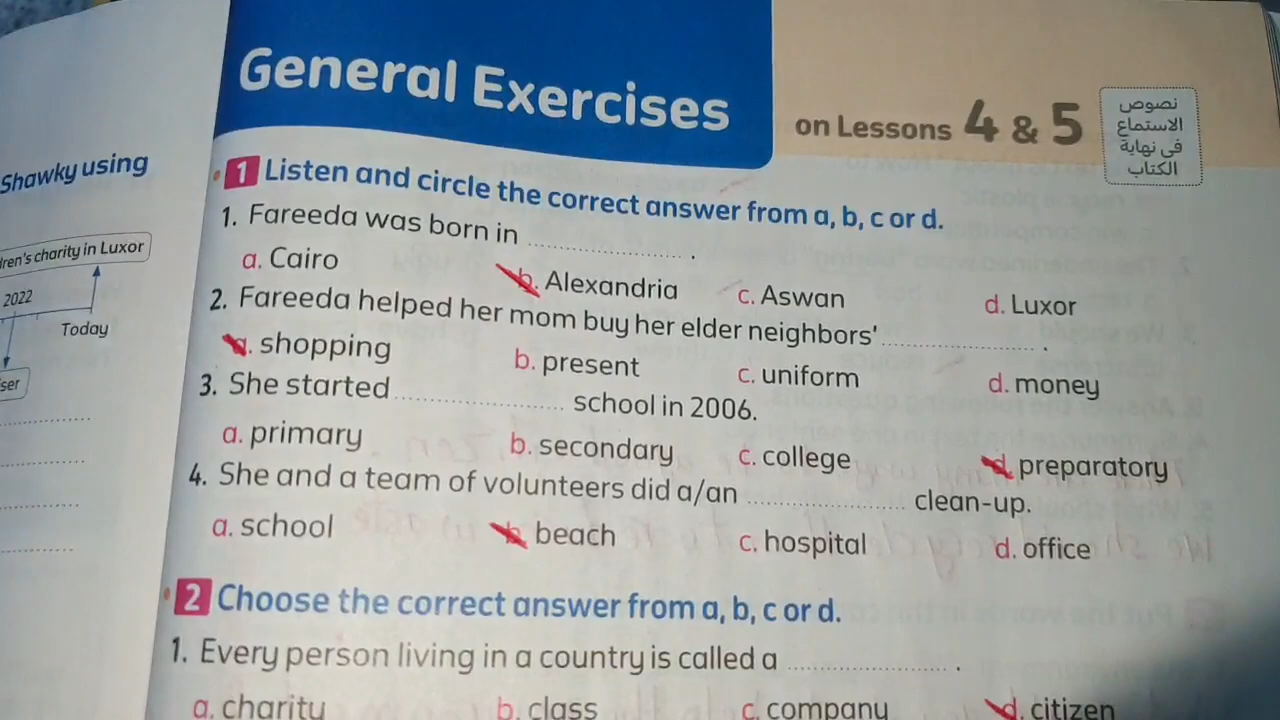 General Exercises
on Lessons 4 & 5
نصوص
الاستماع
فى نهاية
الكتاب
Shawky using
dren's charity in Luxor
2022
Today
1 Listen and circle the correct answer from a, b, c or d.
1. Fareeda was born in .................... .
a. Cairo b. Alexandria c. Aswan d. Luxor
2. Fareeda helped her mom buy her elder neighbors' .................... .
a. shopping b. present c. uniform d. money
3. She started .................... school in 2006.
a. primary b. secondary c. college d. preparatory
4. She and a team of volunteers did a/an .................... clean-up.
a. school b. beach c. hospital d. office
2 Choose the correct answer from a, b, c or d.
1. Every person living in a country is called a .................... .
a. charity b. class c. company d. citizen